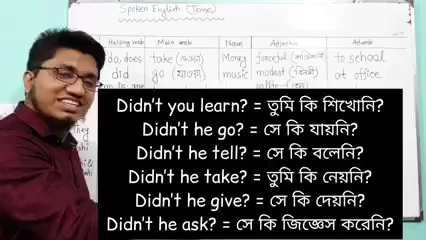 Spoken English (Tense)
Helping verb Main verb Noun Adjective Adverb
do, does take (নেওয়া) Money forceful to school
did go (যাওয়া) music modest at office
Didn't you learn? = তুমি কি শিখোনি?
Didn't he go? = সে কি যায়নি?
Didn't he tell? = সে কি বলেনি?
Didn't he take? = তুমি কি নেয়নি?
Didn't he give? = সে কি দেয়নি?
Didn't he ask? = সে কি জিজ্ঞেস করেনি?